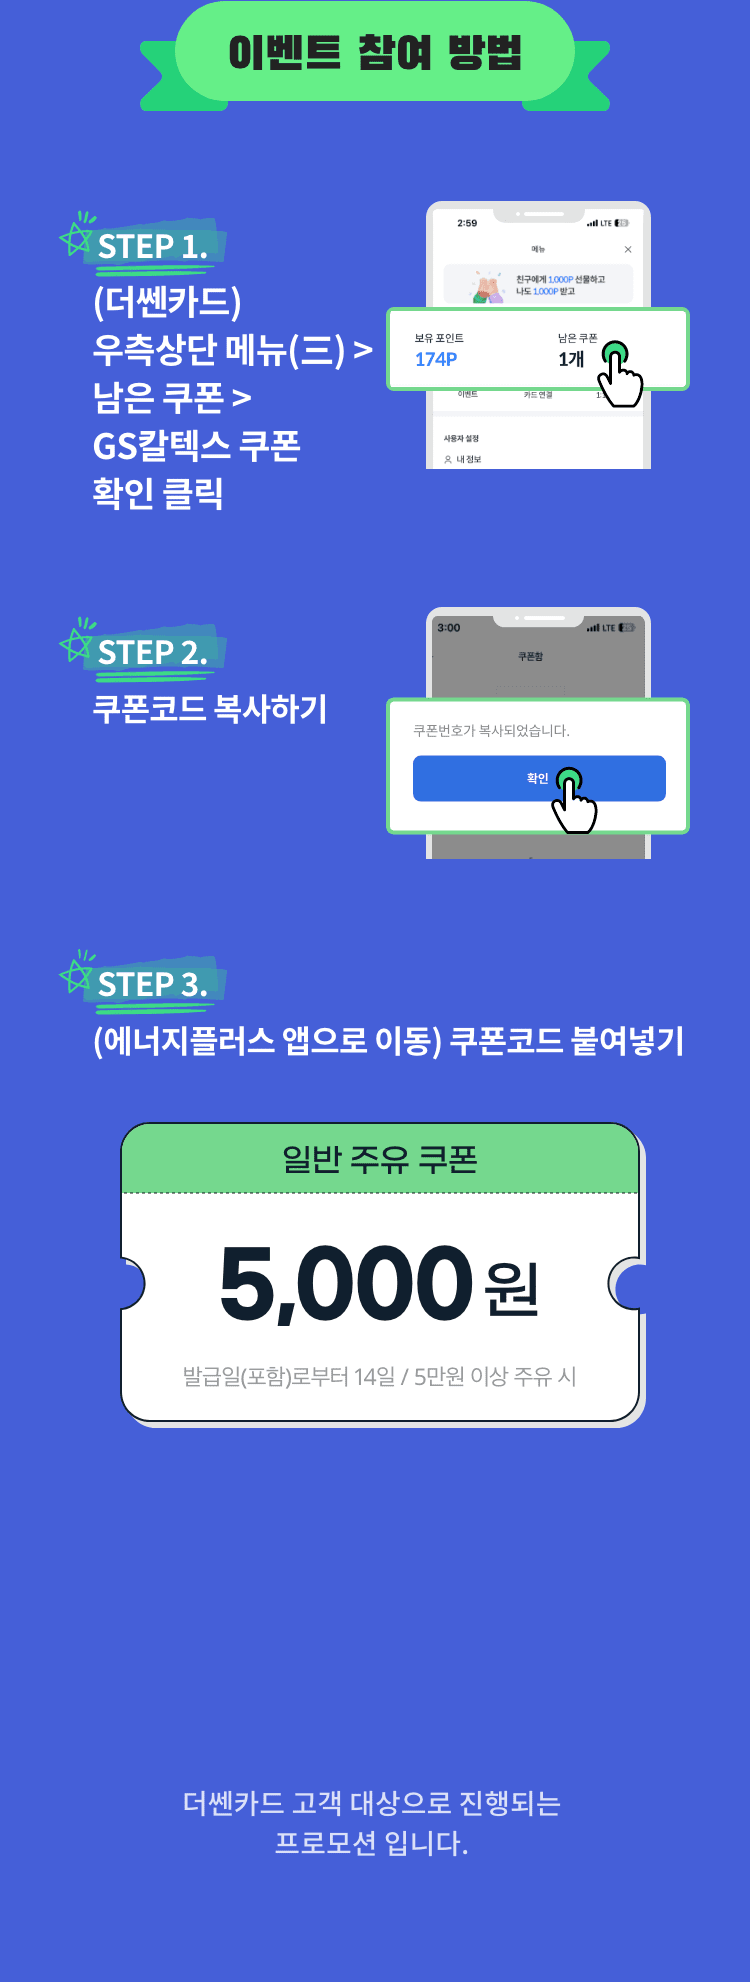 이벤트 참여 방법
STEP 1.
(더쎈카드)
우측상단 메뉴(三) >
남은 쿠폰 >
GS칼텍스 쿠폰
확인 클릭
2:59
LTE
메뉴
친구에게 1,000P 선물하고
나도 1,000P 받고
보유 포인트
남은 쿠폰
174P
1개
이벤트
카드 연결
사용자 설정
내 정보
STEP 2.
쿠폰코드 복사하기
3:00
LTE
쿠폰함
쿠폰번호가 복사되었습니다.
확인
STEP 3.
(에너지플러스 앱으로 이동) 쿠폰코드 붙여넣기
일반 주유 쿠폰
5,000원
발급일(포함)로부터 14일 / 5만원 이상 주유 시
더쎈카드 고객 대상으로 진행되는
프로모션 입니다.